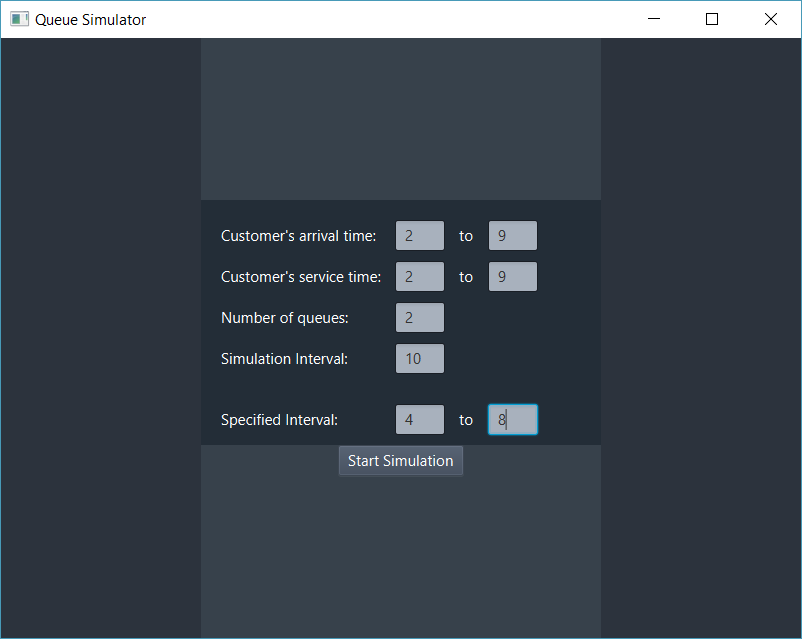 Queue Simulator
Customer's arrival time: 2 to 9
Customer's service time: 2 to 9
Number of queues: 2
Simulation Interval: 10
Specified Interval: 4 to 8
Start Simulation